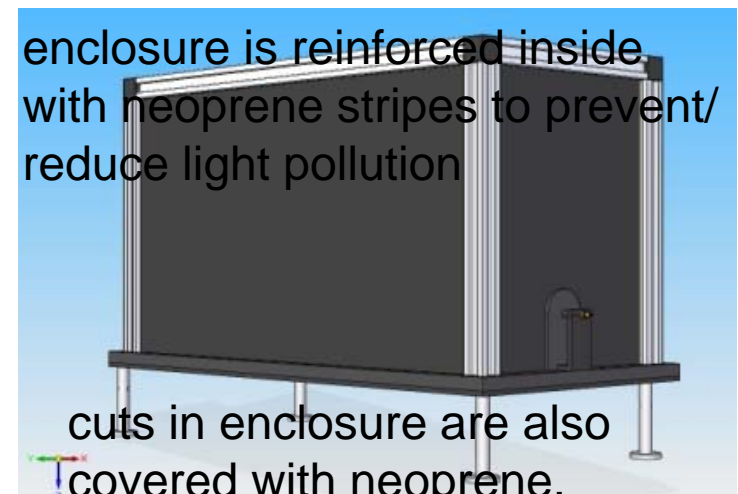 enclosure is reinforced inside
with neoprene stripes to prevent/
reduce light pollution
cuts in enclosure are also
covered with neoprene.